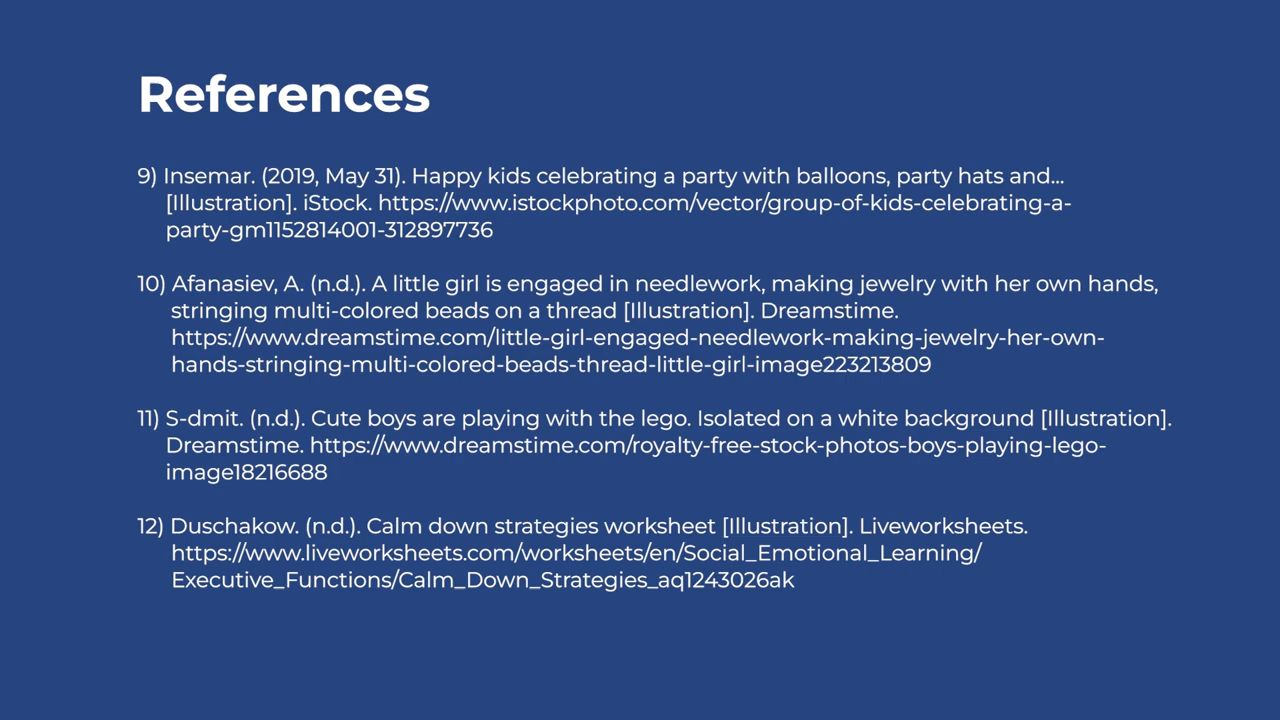 References
9) Insemar. (2019, May 31). Happy kids celebrating a party with balloons, party hats and...
[Illustration]. iStock. https://www.istockphoto.com/vector/group-of-kids-celebrating-a-
party-gm1152814001-312897736
10) Afanasiev, A. (n.d.). A little girl is engaged in needlework, making jewelry with her own hands,
stringing multi-colored beads on a thread [Illustration]. Dreamstime.
https://www.dreamstime.com/little-girl-engaged-needlework-making-jewelry-her-own-
hands-stringing-multi-colored-beads-thread-little-girl-image223213809
11) S-dmit. (n.d.). Cute boys are playing with the lego. Isolated on a white background [Illustration].
Dreamstime. https://www.dreamstime.com/royalty-free-stock-photos-boys-playing-lego-
image18216688
12) Duschakow. (n.d.). Calm down strategies worksheet [Illustration]. Liveworksheets.
https://www.liveworksheets.com/worksheets/en/Social_Emotional_Learning/
Executive_Functions/Calm_Down_Strategies_aq1243026ak